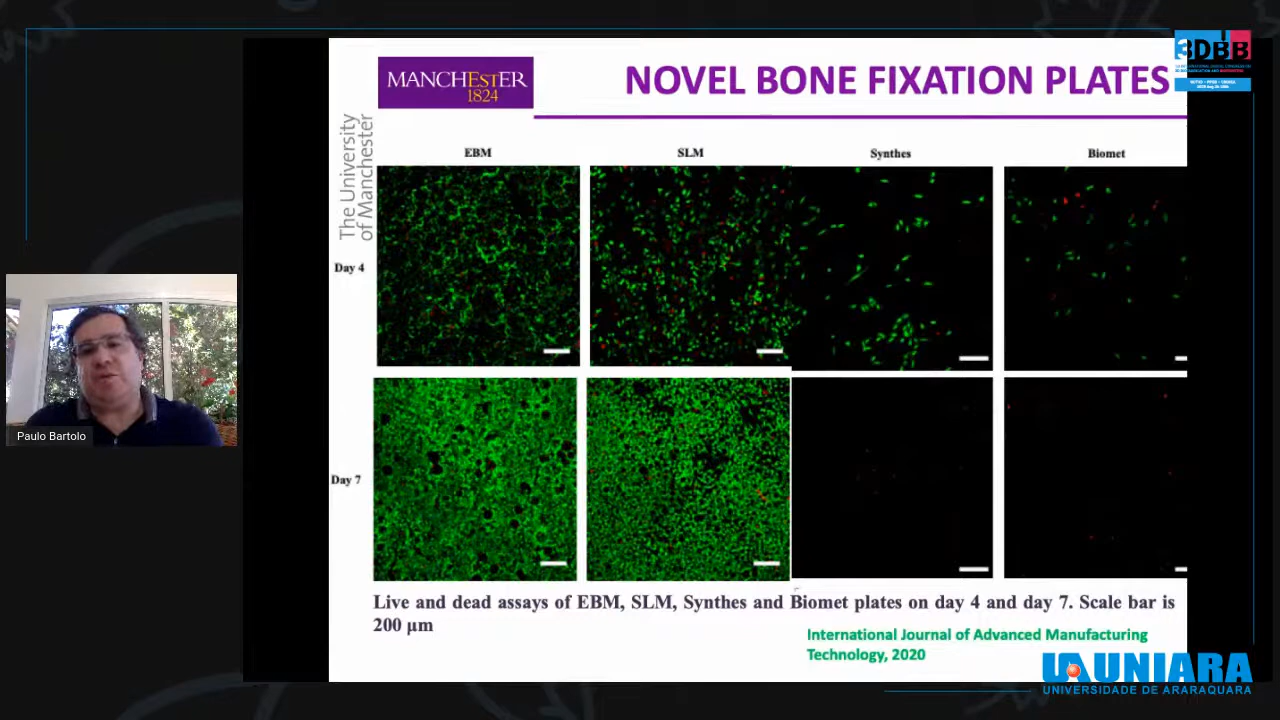 MANCHESTER
1824
The University
of Manchester
NOVEL BONE FIXATION PLATES
3DBB
EBM
SLM
Synthes
Biomet
Day 4
Day 7
Paulo Bartolo
Live and dead assays of EBM, SLM, Synthes and Biomet plates on day 4 and day 7. Scale bar is
200 µm
International Journal of Advanced Manufacturing
Technology, 2020
UNIARA
UNIVERSIDADE DE ARARAQUARA